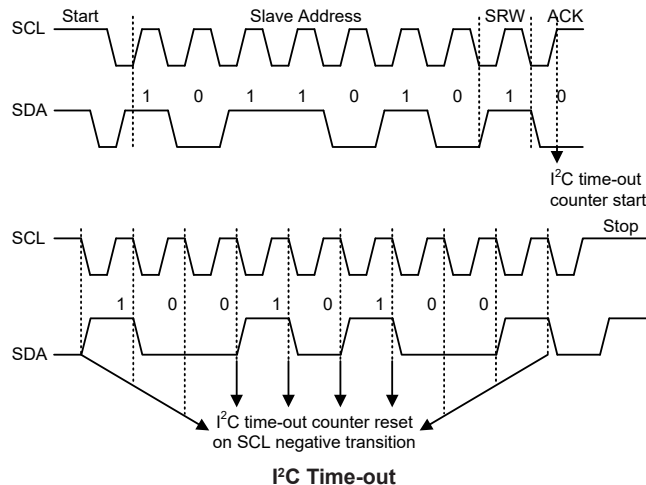 Start Slave Address SRW ACK
SCL
1 0 1 1 0 1 0 1 0
SDA
I²C time-out
counter start
Stop
SCL
1 0 0 1 0 1 0 0
SDA
I²C time-out counter reset
on SCL negative transition
I²C Time-out